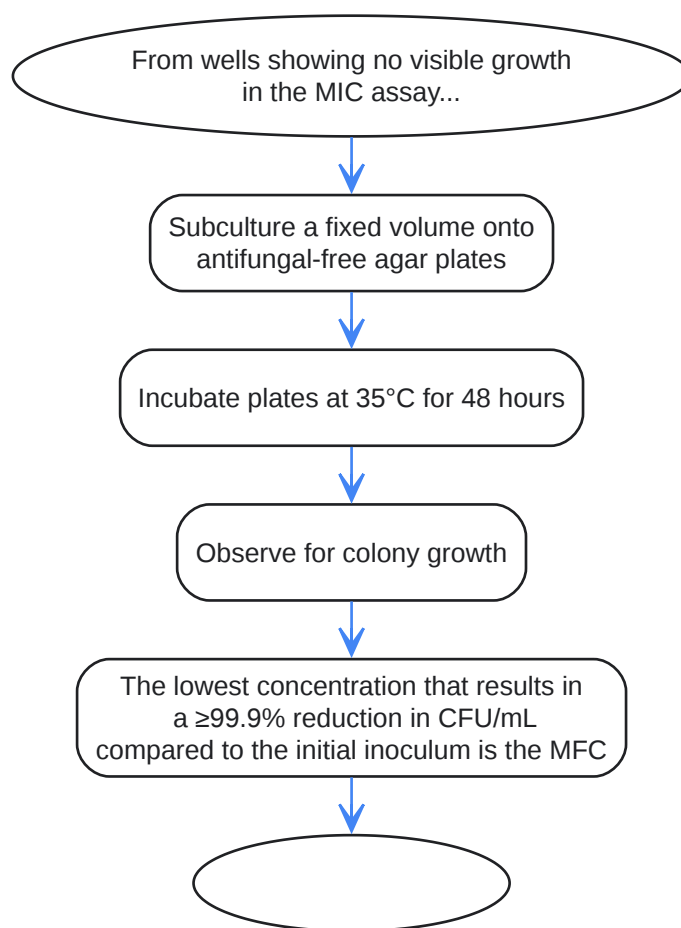 From wells showing no visible growth
in the MIC assay...
Subculture a fixed volume onto
antifungal-free agar plates
Incubate plates at 35°C for 48 hours
Observe for colony growth
The lowest concentration that results in
a ≥99.9% reduction in CFU/mL
compared to the initial inoculum is the MFC